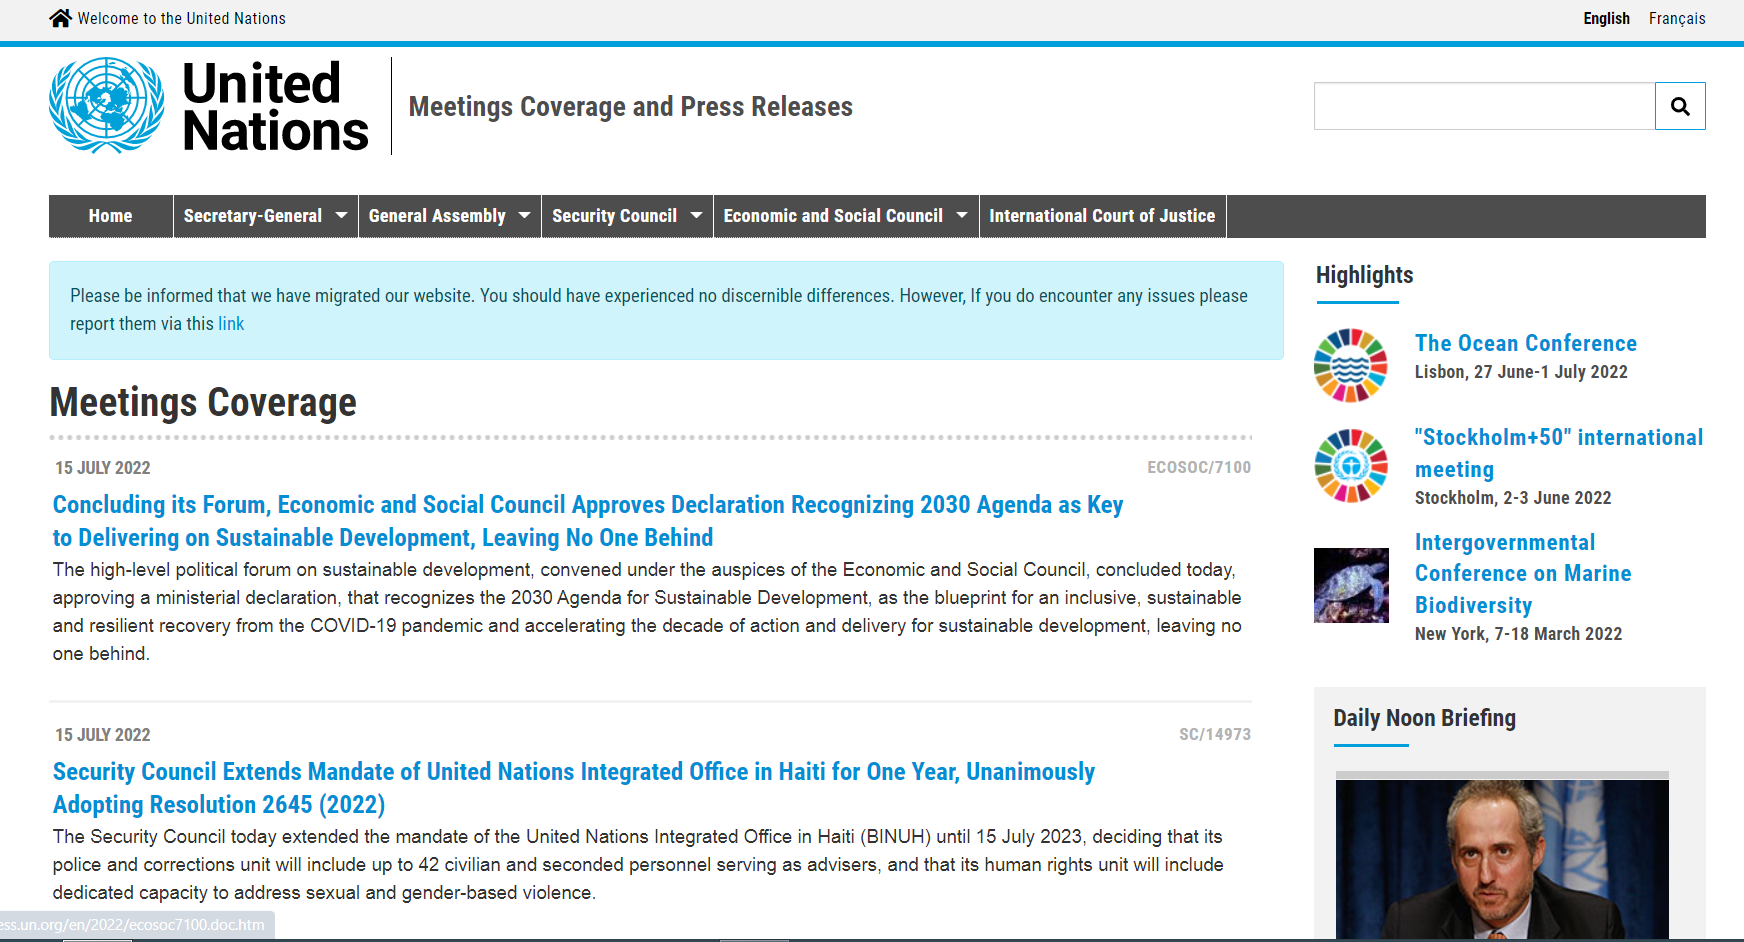 Welcome to the United Nations
English Français
United Nations
Meetings Coverage and Press Releases
Home Secretary-General General Assembly Security Council Economic and Social Council International Court of Justice
Please be informed that we have migrated our website. You should have experienced no discernible differences. However, If you do encounter any issues please
report them via this link
Meetings Coverage
15 JULY 2022 ECOSOC/7100
Concluding its Forum, Economic and Social Council Approves Declaration Recognizing 2030 Agenda as Key
to Delivering on Sustainable Development, Leaving No One Behind
The high-level political forum on sustainable development, convened under the auspices of the Economic and Social Council, concluded today,
approving a ministerial declaration, that recognizes the 2030 Agenda for Sustainable Development, as the blueprint for an inclusive, sustainable
and resilient recovery from the COVID-19 pandemic and accelerating the decade of action and delivery for sustainable development, leaving no
one behind.
15 JULY 2022 SC/14973
Security Council Extends Mandate of United Nations Integrated Office in Haiti for One Year, Unanimously
Adopting Resolution 2645 (2022)
The Security Council today extended the mandate of the United Nations Integrated Office in Haiti (BINUH) until 15 July 2023, deciding that its
police and corrections unit will include up to 42 civilian and seconded personnel serving as advisers, and that its human rights unit will include
dedicated capacity to address sexual and gender-based violence.
ess.un.org/en/2022/ecosoc7100.doc.htm
Highlights
The Ocean Conference
Lisbon, 27 June-1 July 2022
"Stockholm+50" international
meeting
Stockholm, 2-3 June 2022
Intergovernmental
Conference on Marine
Biodiversity
New York, 7-18 March 2022
Daily Noon Briefing